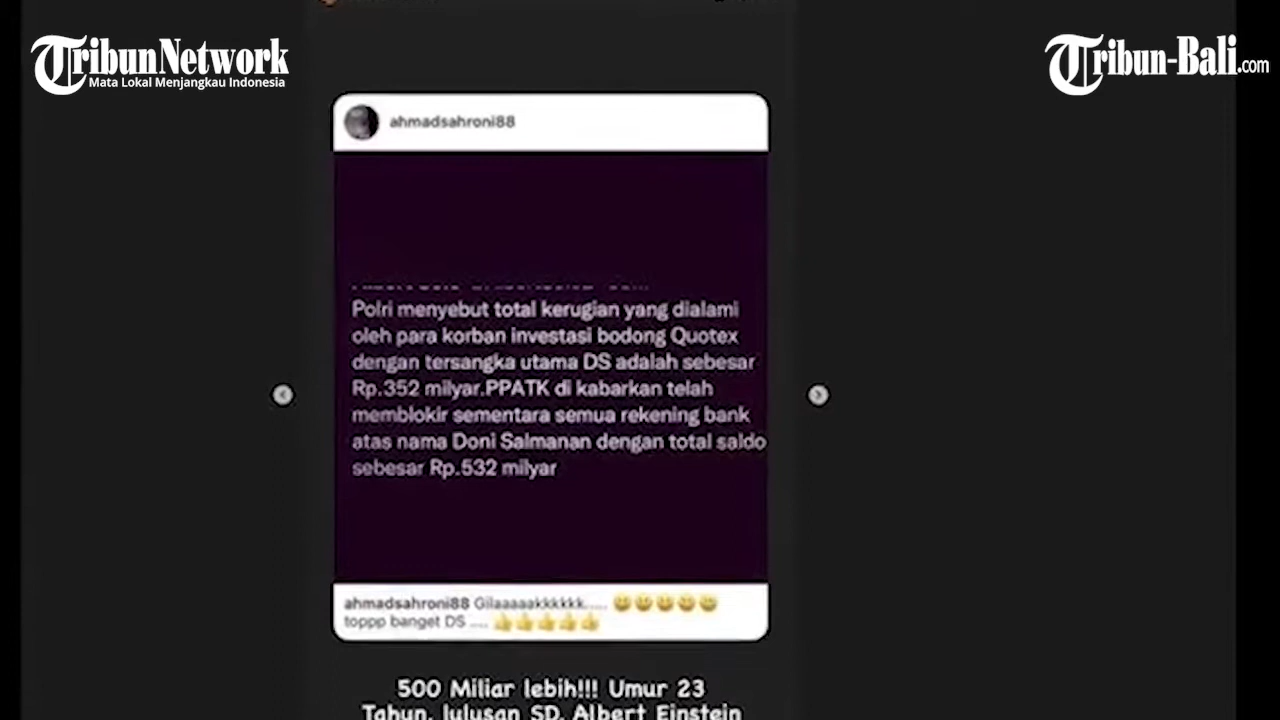 TribunNetwork
Mata Lokal Menjangkau Indonesia
Tribun-Bali.com
ahmadsahroni88
Polri menyebut total kerugian yang dialami
oleh para korban investasi bodong Quotex
dengan tersangka utama DS adalah sebesar
Rp.352 milyar.PPATK di kabarkan telah
memblokir sementara semua rekening bank
atas nama Doni Salmanan dengan total saldo
sebesar Rp.532 milyar
ahmadsahroni88 Gilaaaaakkkkkk..... 😀😀😀😀😀
toppp banget DS .... 👍👍👍👍👍
500 Miliar lebih!!! Umur 23
Tahun, lulusan SD. Albert Einstein